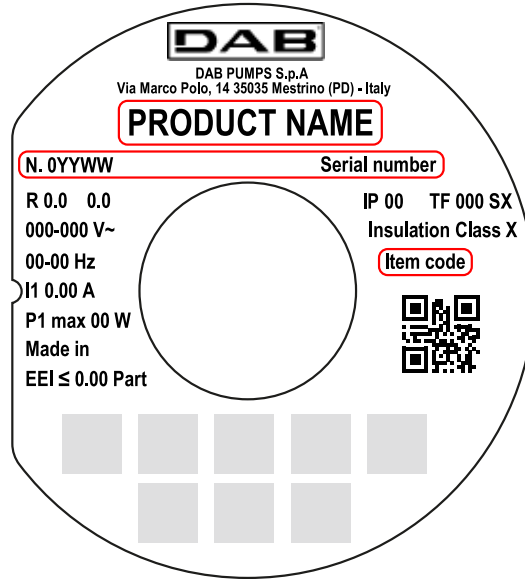 DAB
DAB PUMPS S.p.A
Via Marco Polo, 14 35035 Mestrino (PD) - Italy
PRODUCT NAME
N. 0YYWW Serial number
R 0.0 0.0 IP 00 TF 000 SX
000-000 V~ Insulation Class X
00-00 Hz Item code
I1 0.00 A
P1 max 00 W
Made in
EEI ≤ 0.00 Part